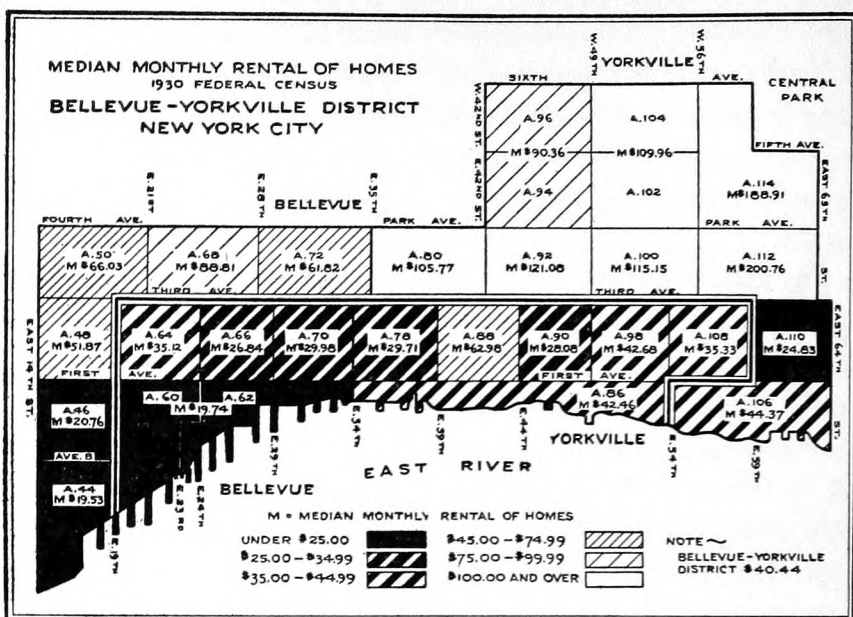 MEDIAN MONTHLY RENTAL OF HOMES
1930 FEDERAL CENSUS
BELLEVUE-YORKVILLE DISTRICT
NEW YORK CITY
W. 49TH
YORKVILLE
W. 56TH
SIXTH AVE.
CENTRAL
PARK
W. 42ND ST.
E. 42ND ST.
A.96
A.104
M $90.36
M $109.96
A.94
A.102
FIFTH AVE.
EAST 63TH ST.
A.114
M $188.91
E. 21ST
E. 28TH
BELLEVUE
E. 35TH
FOURTH AVE.
PARK AVE.
PARK AVE.
A.50
M $66.03
A.68
M $88.81
A.72
M $61.82
A.80
M $105.77
A.92
M $121.08
A.100
M $115.15
A.112
M $200.76
THIRD AVE.
THIRD AVE.
EAST 14TH ST.
A.48
M $51.87
A.64
M $35.12
A.66
M $26.84
A.70
M $29.98
A.78
M $29.71
A.88
M $62.98
A.90
M $28.08
A.98
M $42.68
A.108
M $35.33
A.110
M $24.83
EAST 64TH ST.
FIRST AVE.
FIRST AVE.
A.46
M $20.76
A.60
A.62
M $19.74
A.86
M $42.46
A.106
M $44.37
AVE. B
A.44
M $19.53
E. 19TH
E. 23RD
E. 24TH
E. 29TH
E. 34TH
E. 39TH
E. 44TH
E. 54TH
E. 59TH
YORKVILLE
EAST RIVER
BELLEVUE
M = MEDIAN MONTHLY RENTAL OF HOMES
UNDER $25.00
$25.00 - $34.99
$35.00 - $44.99
$45.00 - $74.99
$75.00 - $99.99
$100.00 AND OVER
NOTE ~
BELLEVUE-YORKVILLE
DISTRICT $40.44